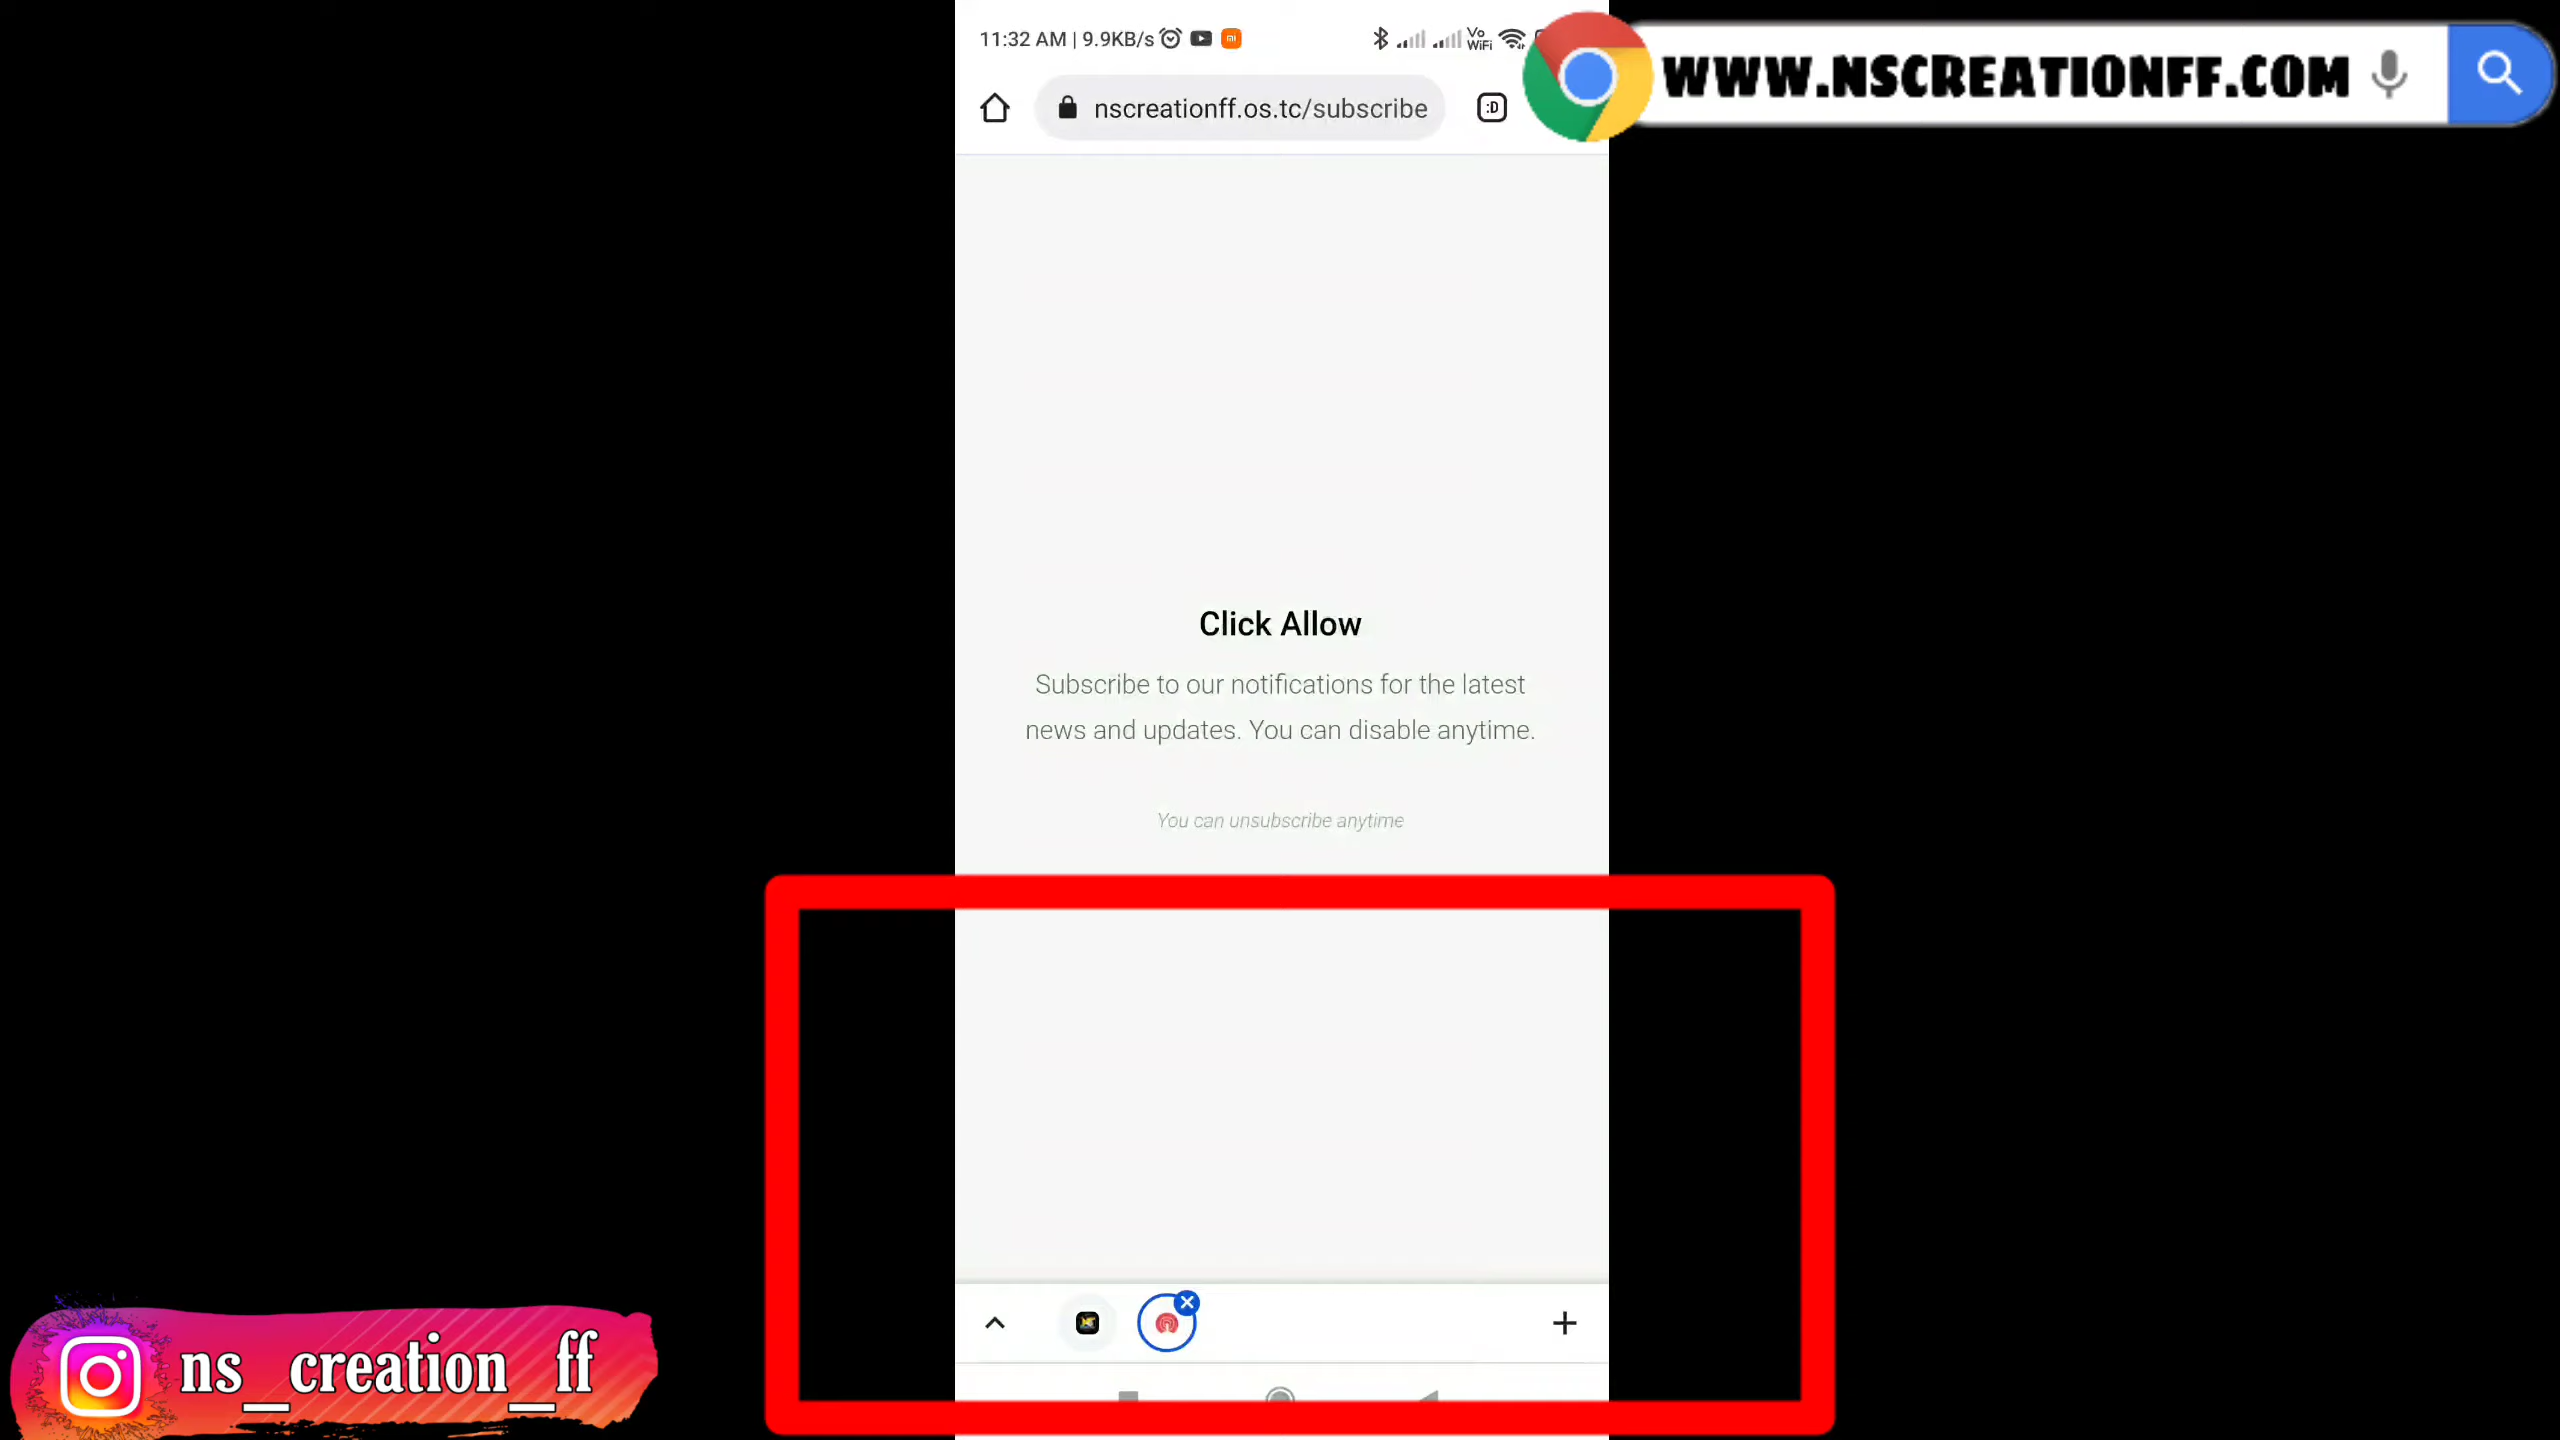 11:32 AM | 9.9KB/s
Vo
WiFi
nscreationff.os.tc/subscribe
:D
WWW.NSCREATIONFF.COM
Click Allow
Subscribe to our notifications for the latest
news and updates. You can disable anytime.
You can unsubscribe anytime
ns_creation_ff